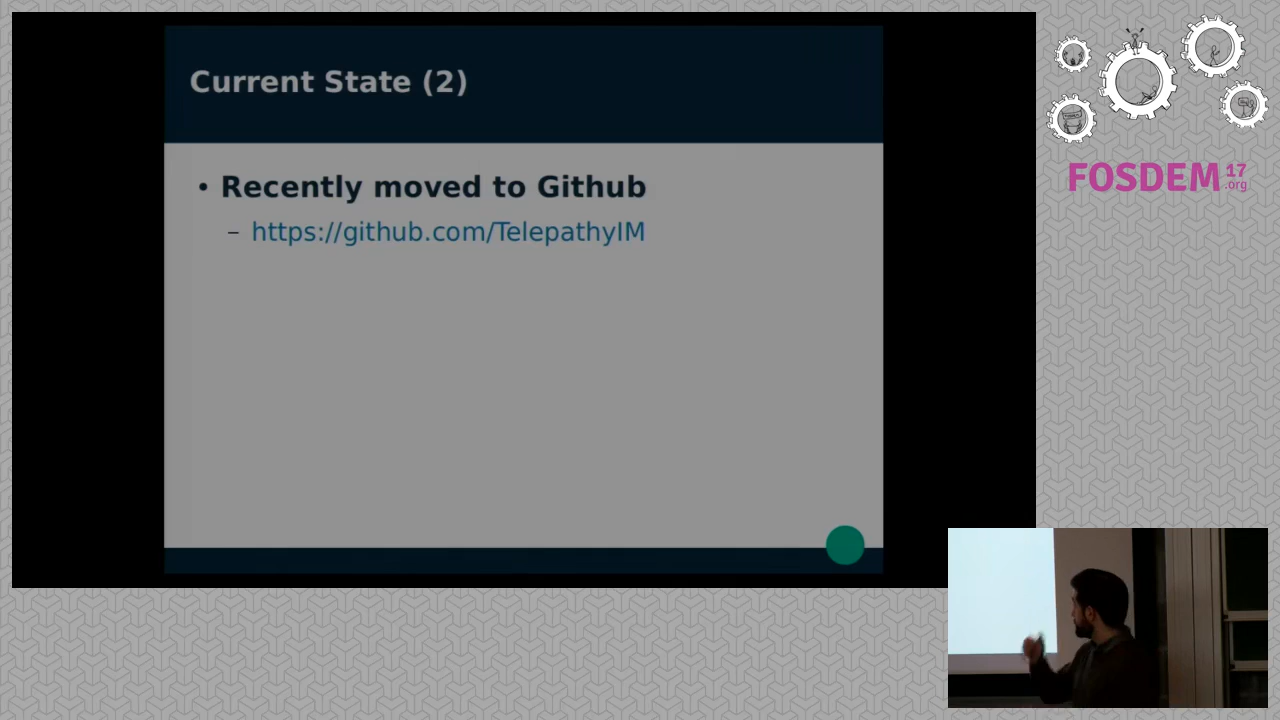 Current State (2)
• Recently moved to Github
– https://github.com/TelepathyIM
FOSDEM 17
.org